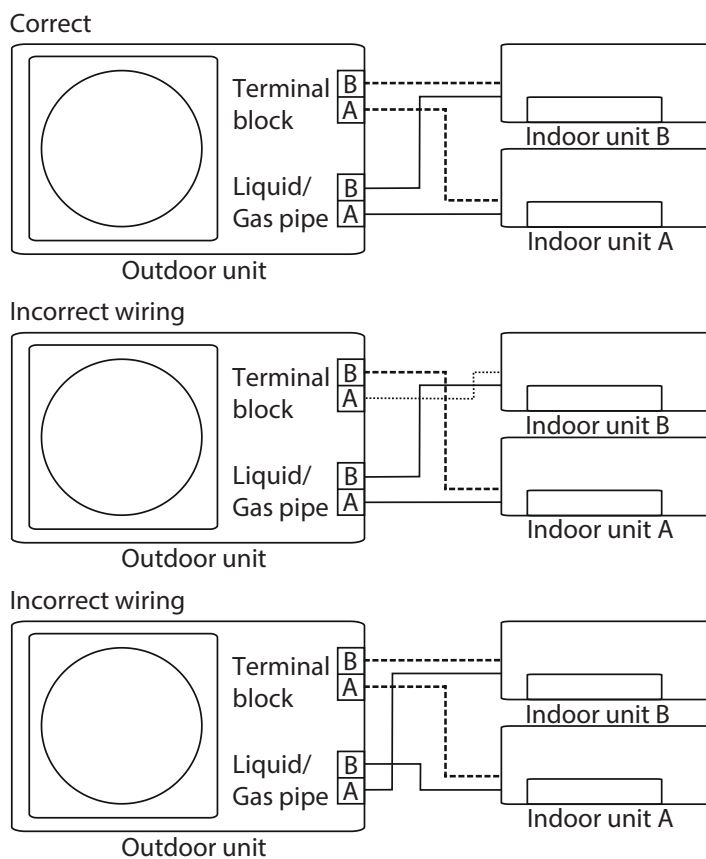 Correct
Terminal
block
B
A
Liquid/
Gas pipe
B
A
Outdoor unit
Indoor unit B
Indoor unit A
Incorrect wiring
Terminal
block
B
A
Liquid/
Gas pipe
B
A
Outdoor unit
Indoor unit B
Indoor unit A
Incorrect wiring
Terminal
block
B
A
Liquid/
Gas pipe
B
A
Outdoor unit
Indoor unit B
Indoor unit A